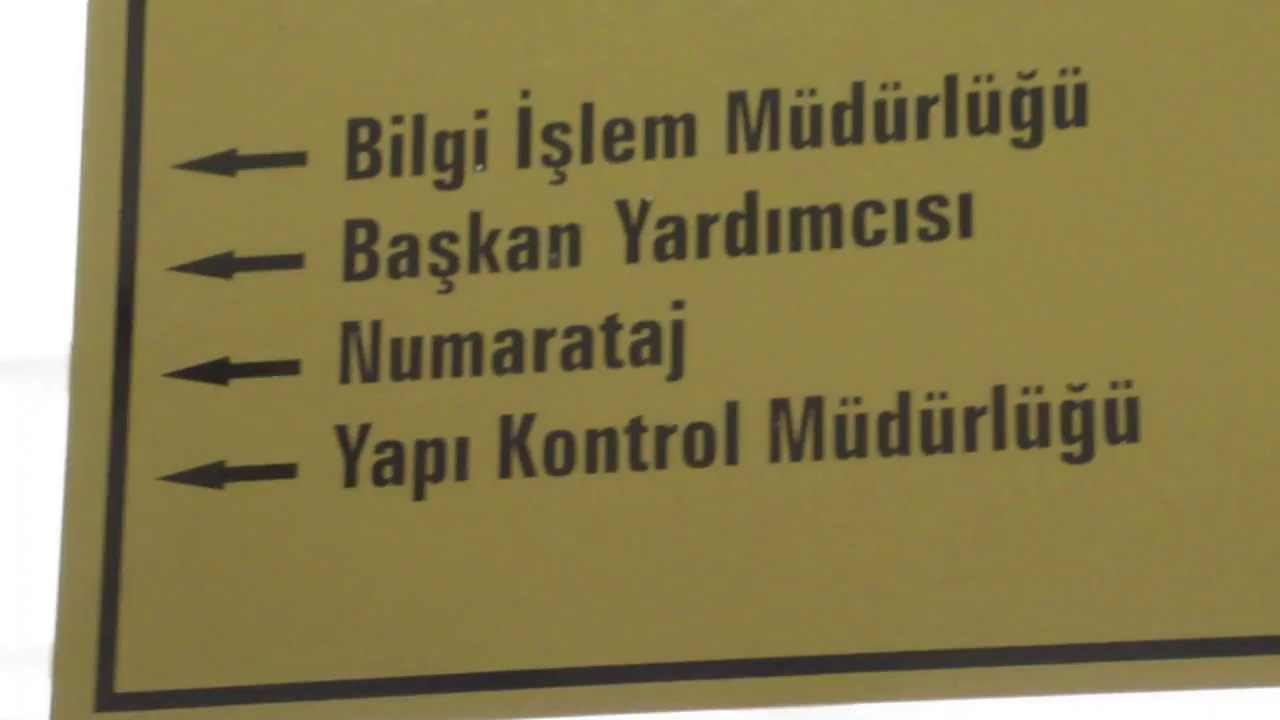 Bilgi İşlem Müdürlüğü
Başkan Yardımcısı
Numarataj
Yapı Kontrol Müdürlüğü